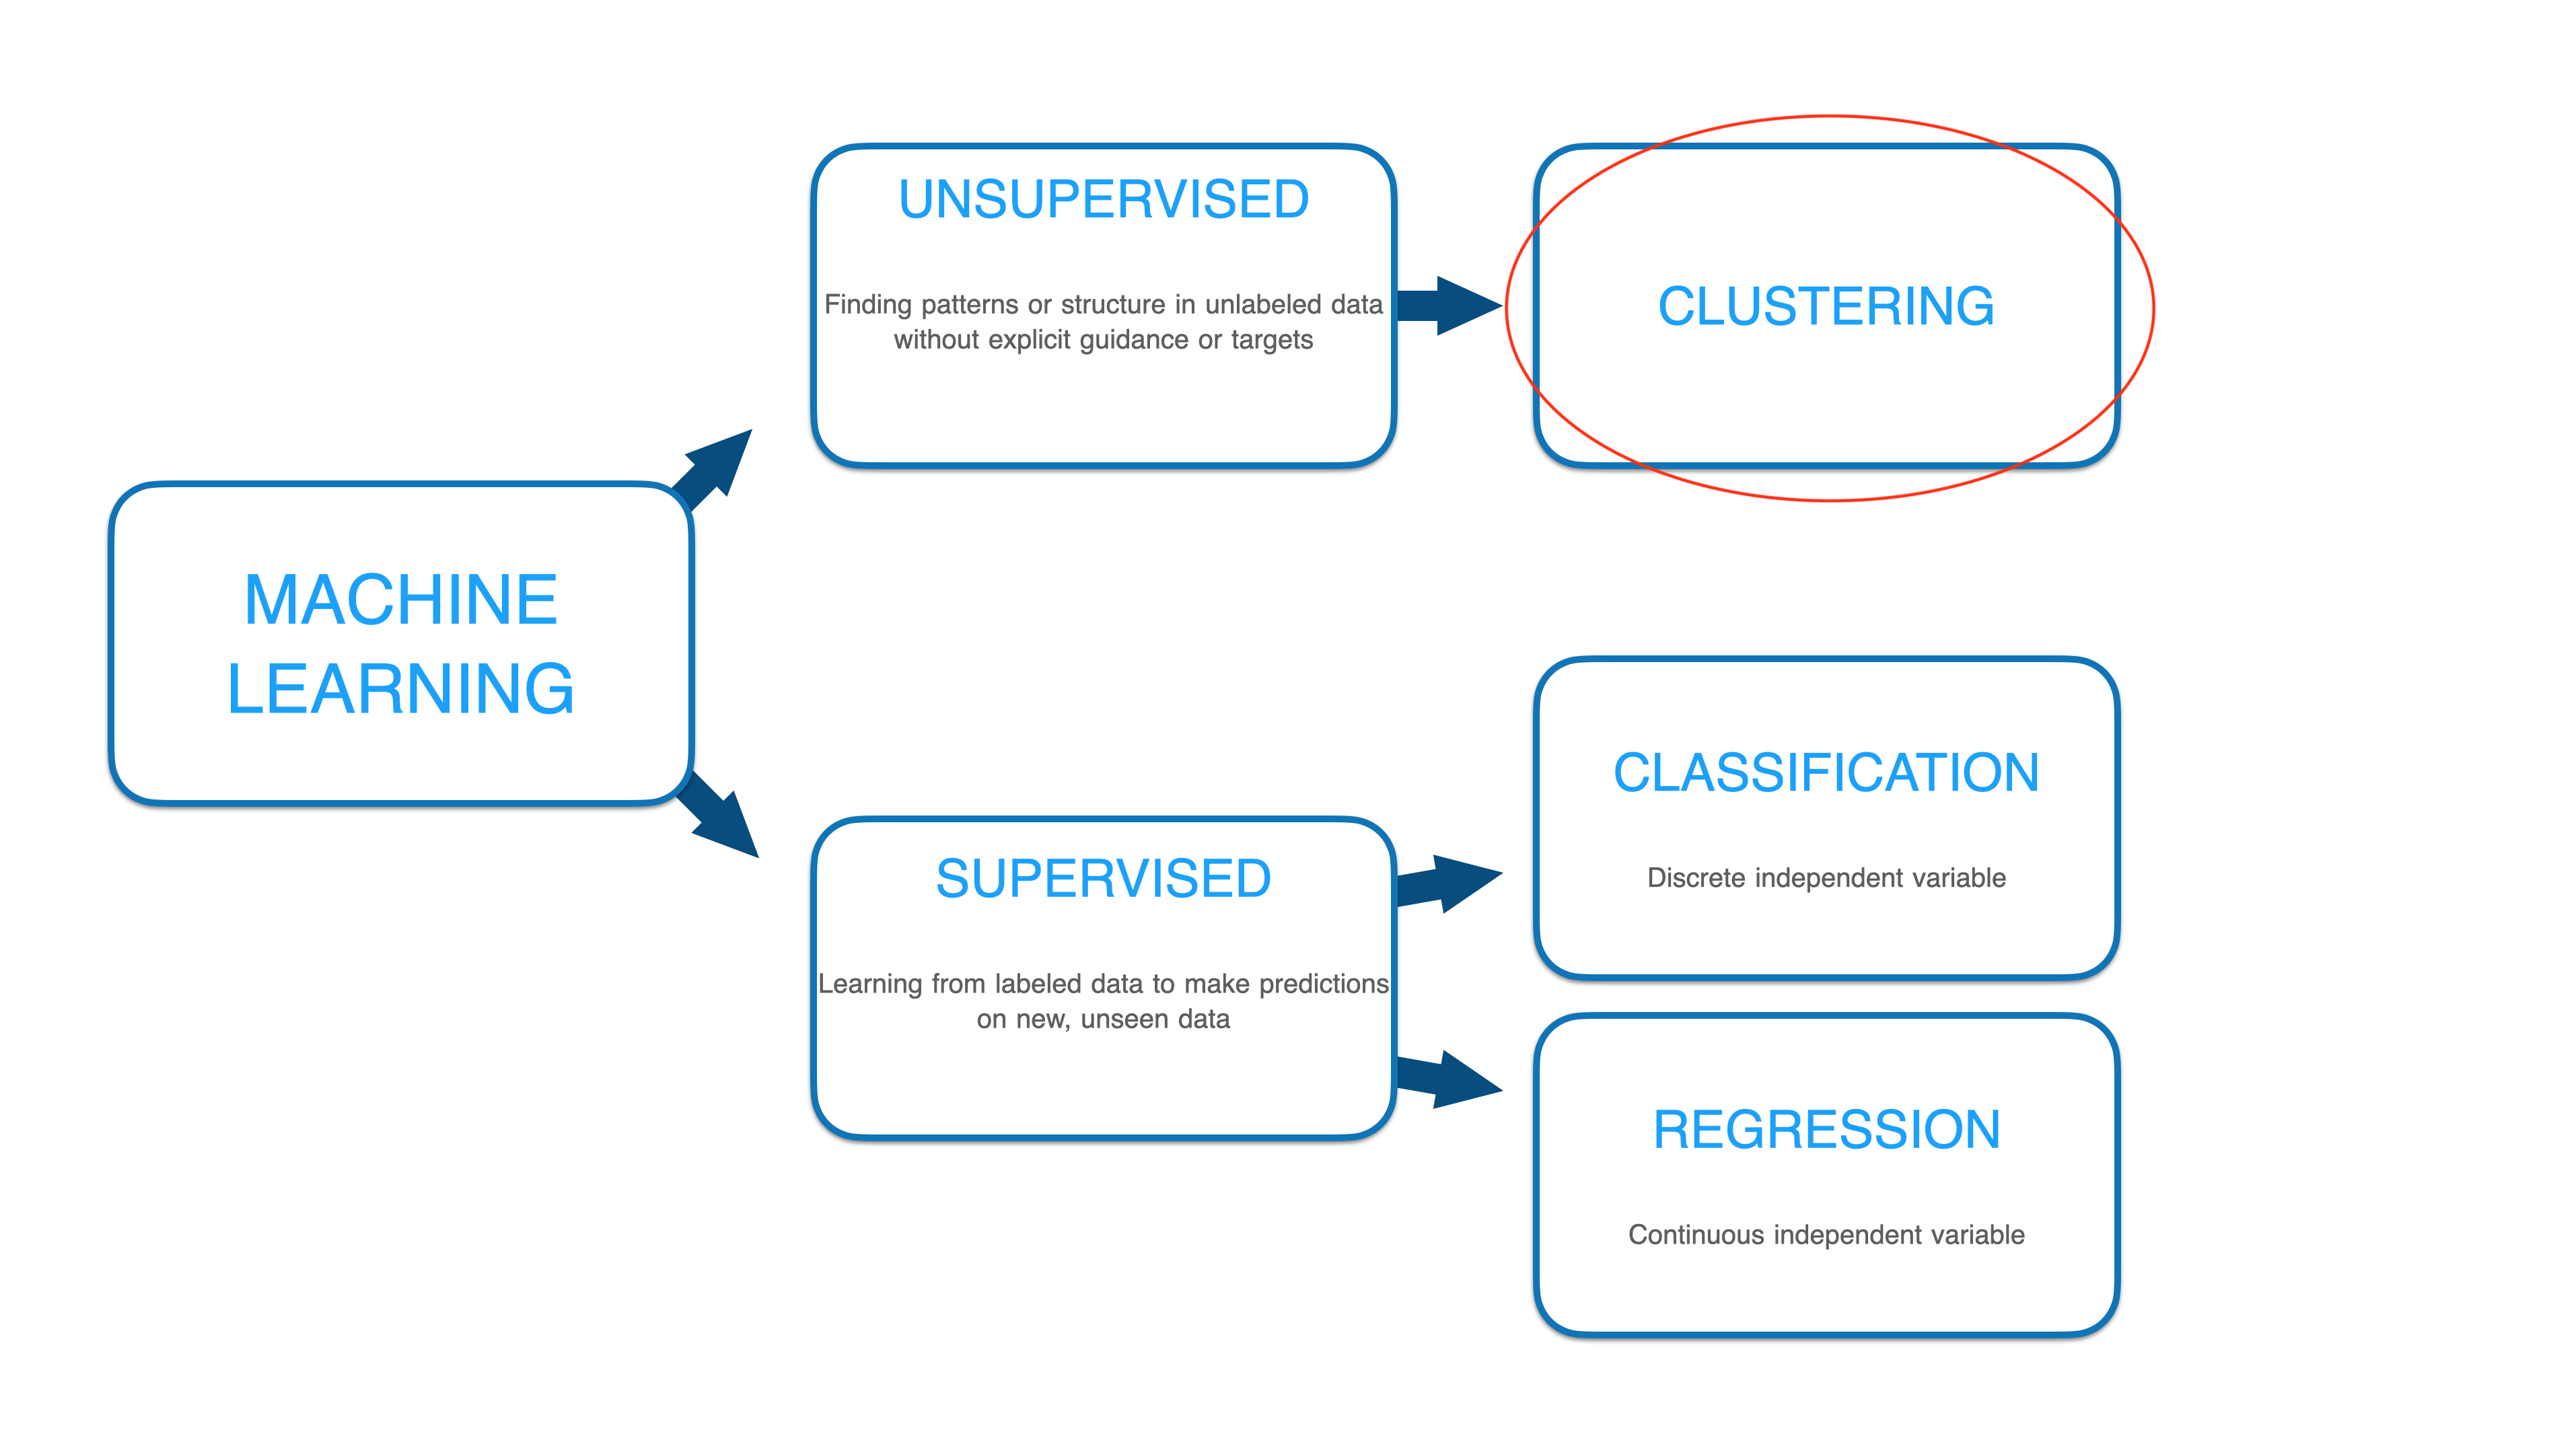 MACHINE
LEARNING
UNSUPERVISED
Finding patterns or structure in unlabeled data
without explicit guidance or targets
CLUSTERING
SUPERVISED
Learning from labeled data to make predictions
on new, unseen data
CLASSIFICATION
Discrete independent variable
REGRESSION
Continuous independent variable